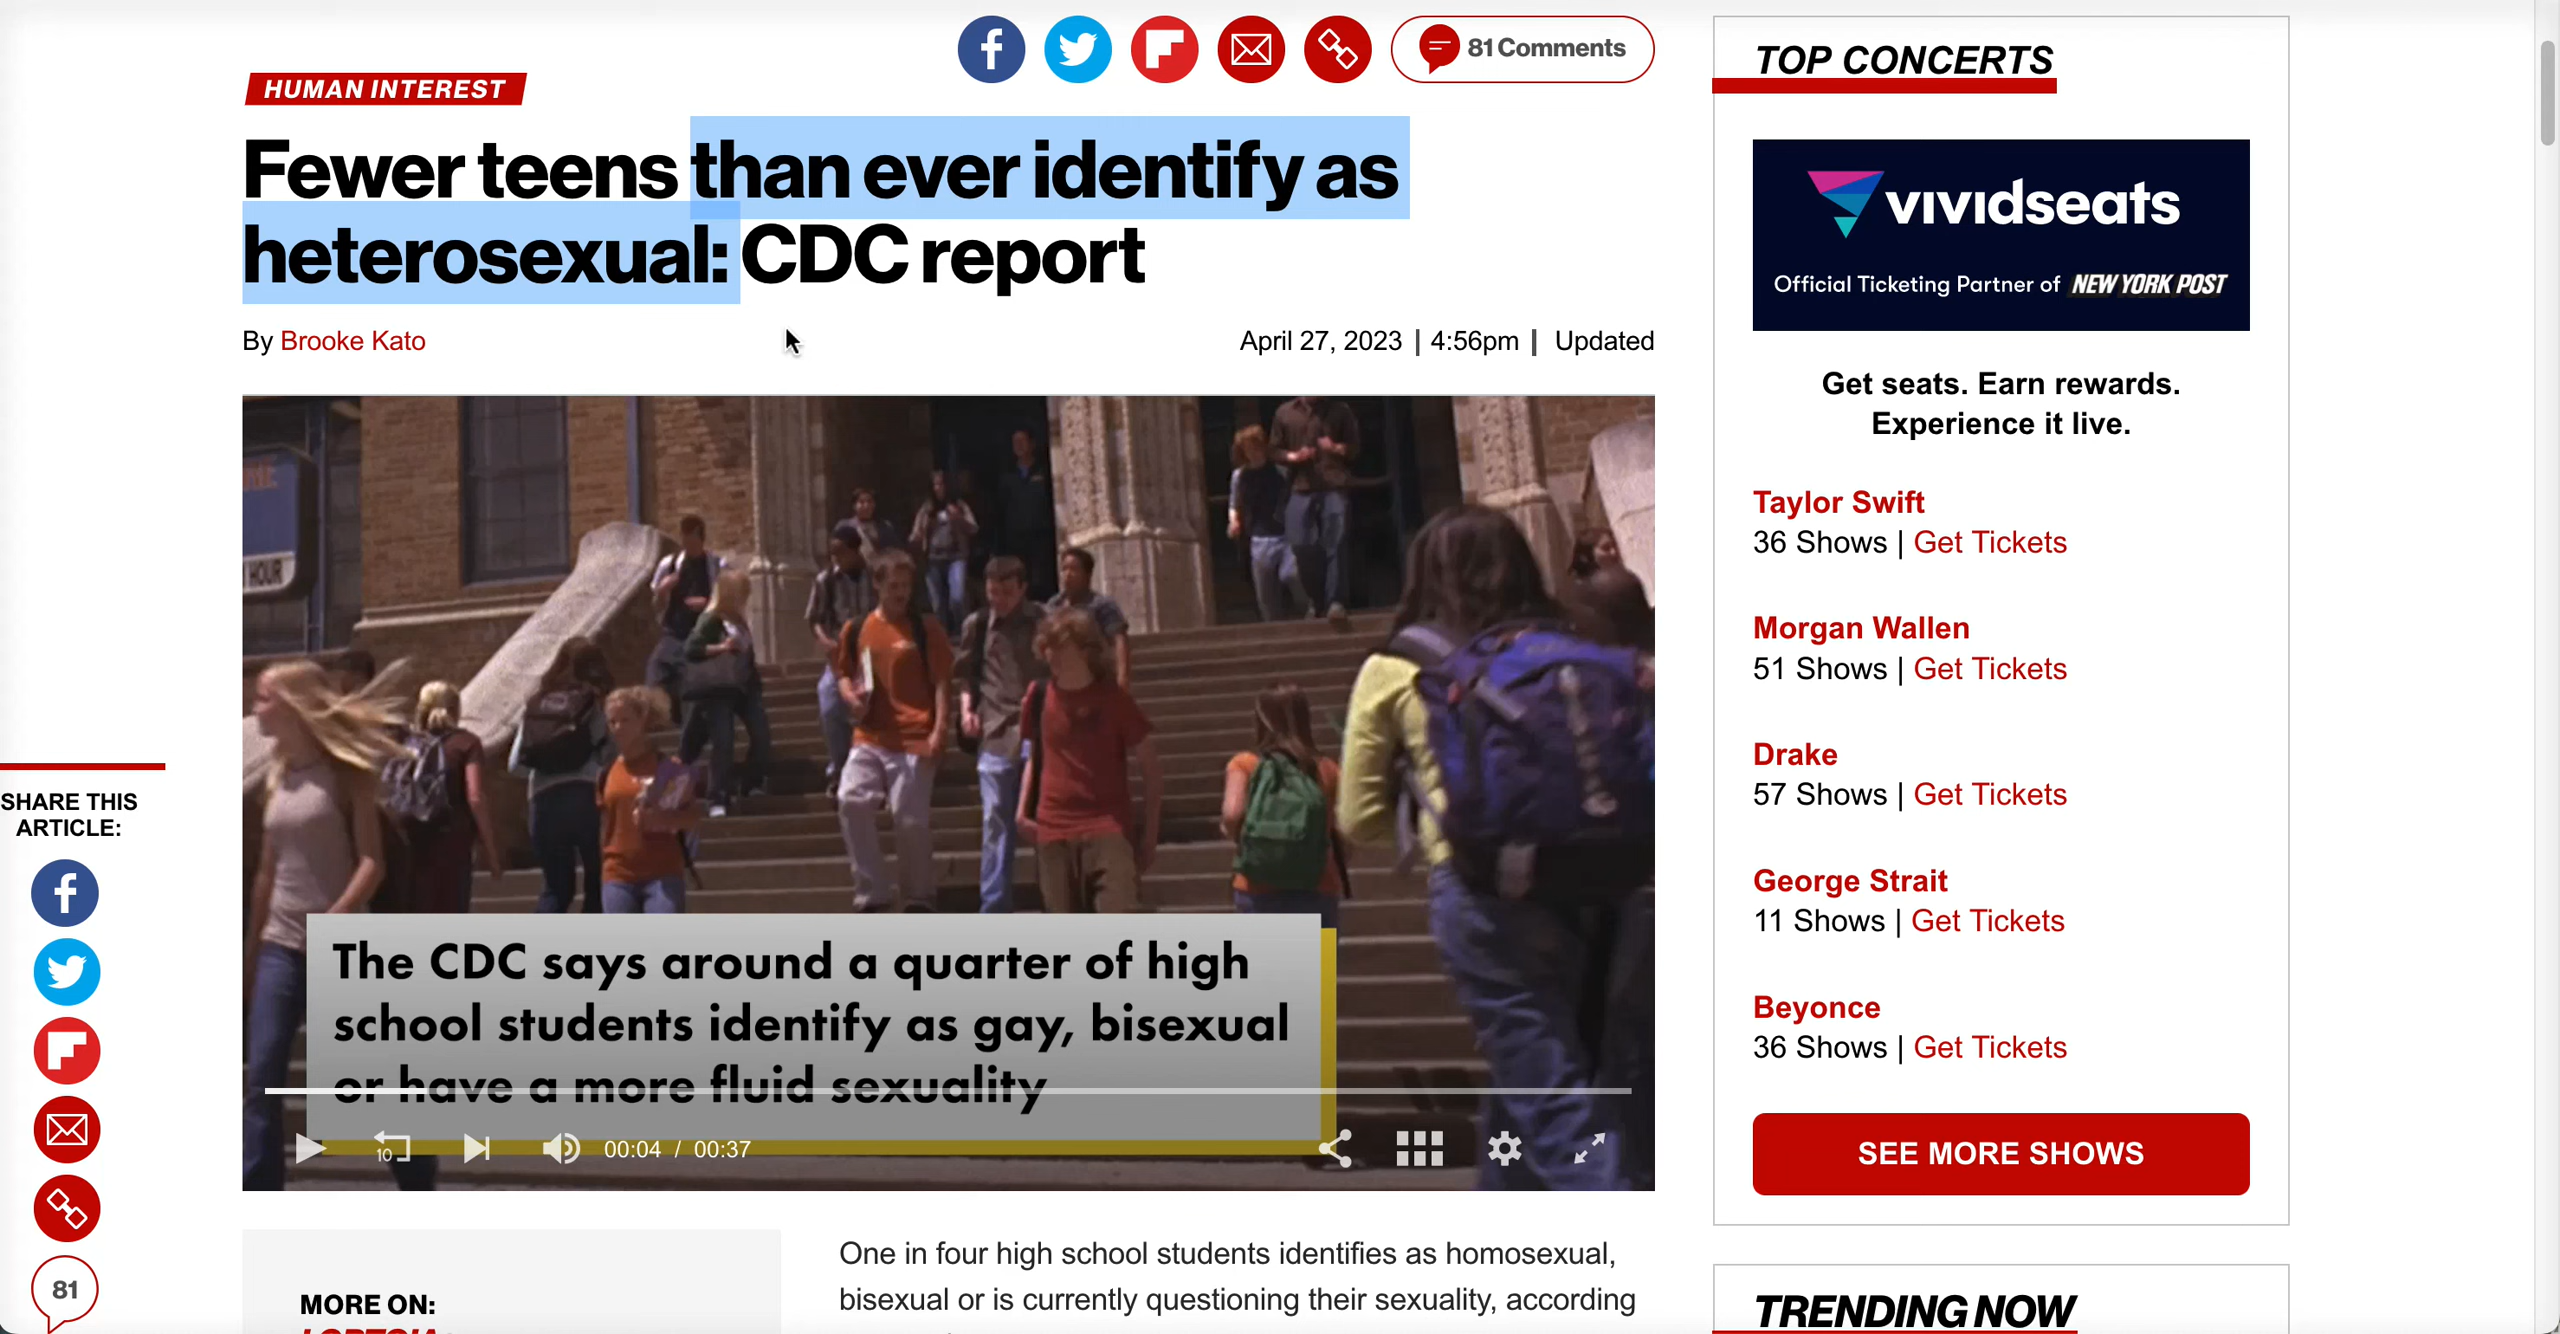 81 Comments
HUMAN INTEREST
Fewer teens than ever identify as
heterosexual: CDC report
By Brooke Kato
April 27, 2023 | 4:56pm | Updated
HOUR
The CDC says around a quarter of high
school students identify as gay, bisexual
or have a more fluid sexuality
10
00:04 / 00:37
SHARE THIS
ARTICLE:
81
MORE ON:
One in four high school students identifies as homosexual,
bisexual or is currently questioning their sexuality, according
TOP CONCERTS
vividseats
Official Ticketing Partner of NEW YORK POST
Get seats. Earn rewards.
Experience it live.
Taylor Swift
36 Shows | Get Tickets
Morgan Wallen
51 Shows | Get Tickets
Drake
57 Shows | Get Tickets
George Strait
11 Shows | Get Tickets
Beyonce
36 Shows | Get Tickets
SEE MORE SHOWS
TRENDING NOW